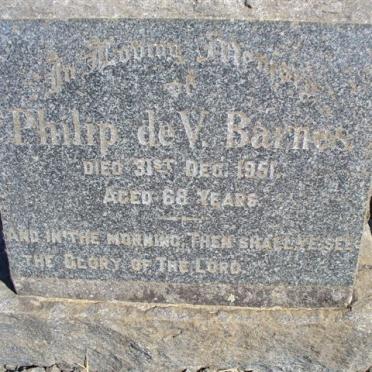 In Loving Memory
of
Philip de V. Barnes
DIED 31ST DEC. 1951
AGED 68 YEARS
AND IN THE MORNING, THEN SHALL YE SEE
THE GLORY OF THE LORD